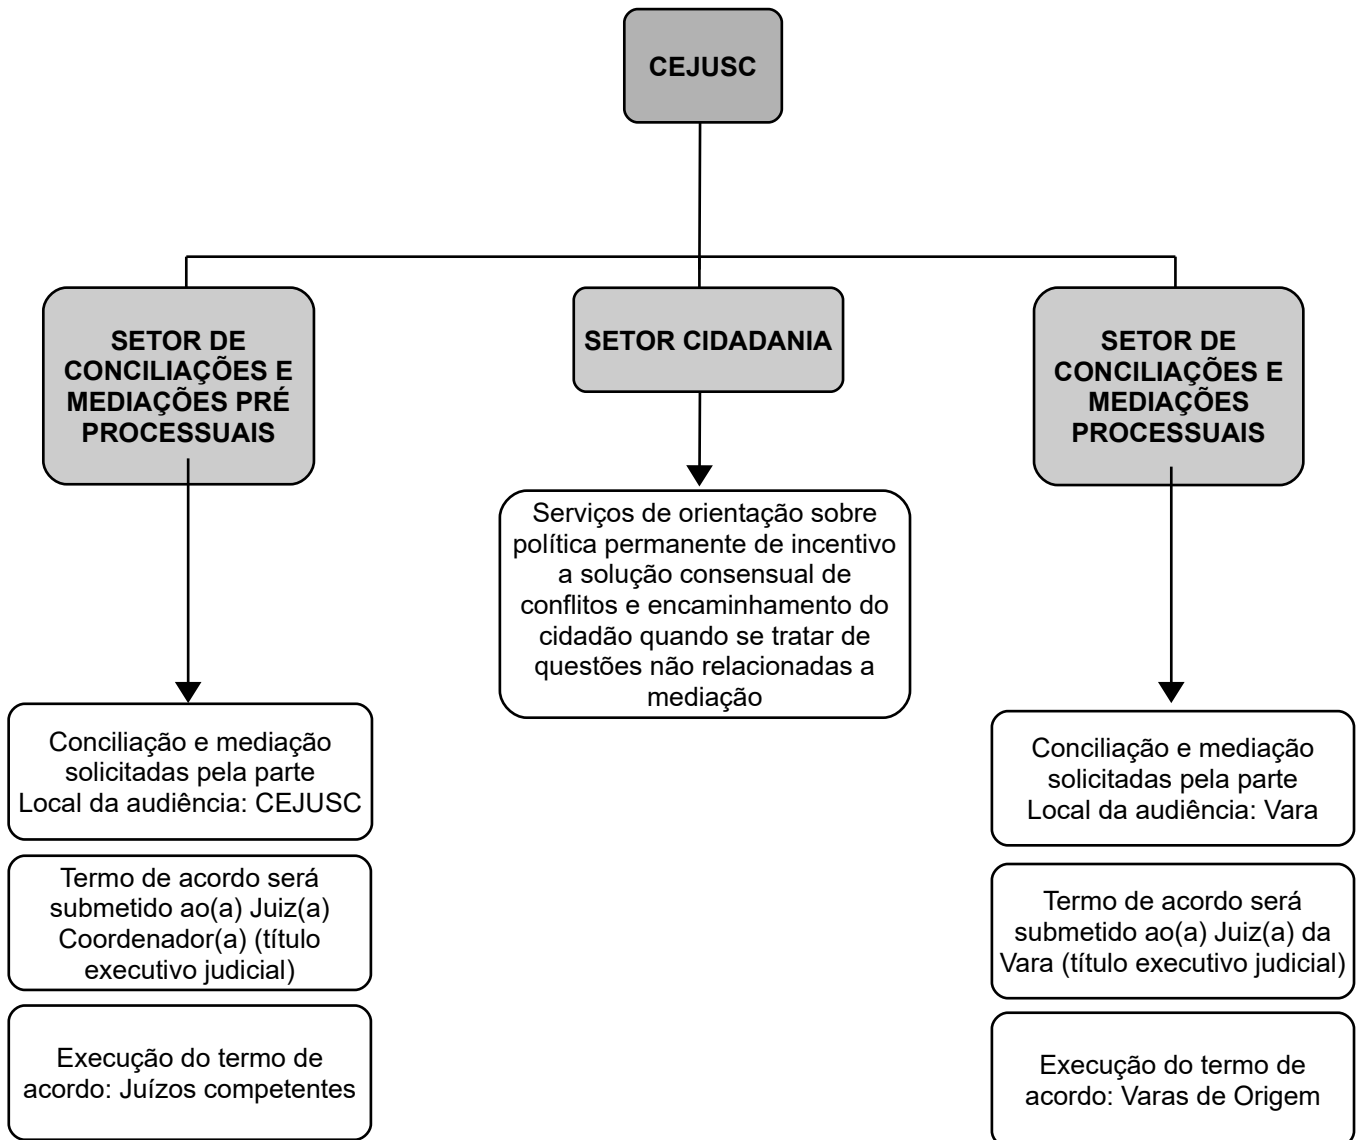 CEJUSC
SETOR DE
CONCILIAÇÕES E
MEDIAÇÕES PRÉ
PROCESSUAIS
SETOR CIDADANIA
SETOR DE
CONCILIAÇÕES E
MEDIAÇÕES
PROCESSUAIS
Serviços de orientação sobre
política permanente de incentivo
a solução consensual de
conflitos e encaminhamento do
cidadão quando se tratar de
questões não relacionadas a
mediação
Conciliação e mediação
solicitadas pela parte
Local da audiência: CEJUSC
Termo de acordo será
submetido ao(a) Juiz(a)
Coordenador(a) (título
executivo judicial)
Execução do termo de
acordo: Juízos competentes
Conciliação e mediação
solicitadas pela parte
Local da audiência: Vara
Termo de acordo será
submetido ao(a) Juiz(a) da
Vara (título executivo judicial)
Execução do termo de
acordo: Varas de Origem